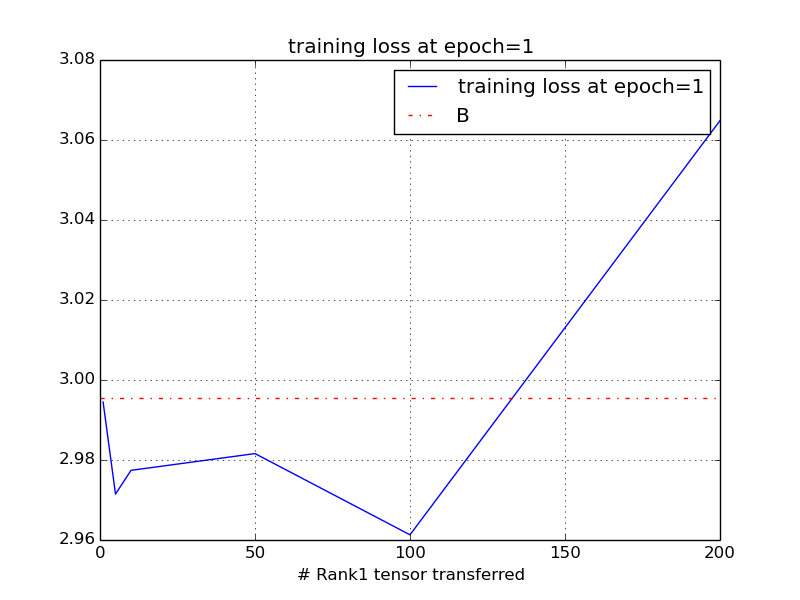 training loss at epoch=1
3.08
3.06
3.04
3.02
3.00
2.98
2.96
training loss at epoch=1
B
0 50 100 150 200
# Rank1 tensor transferred